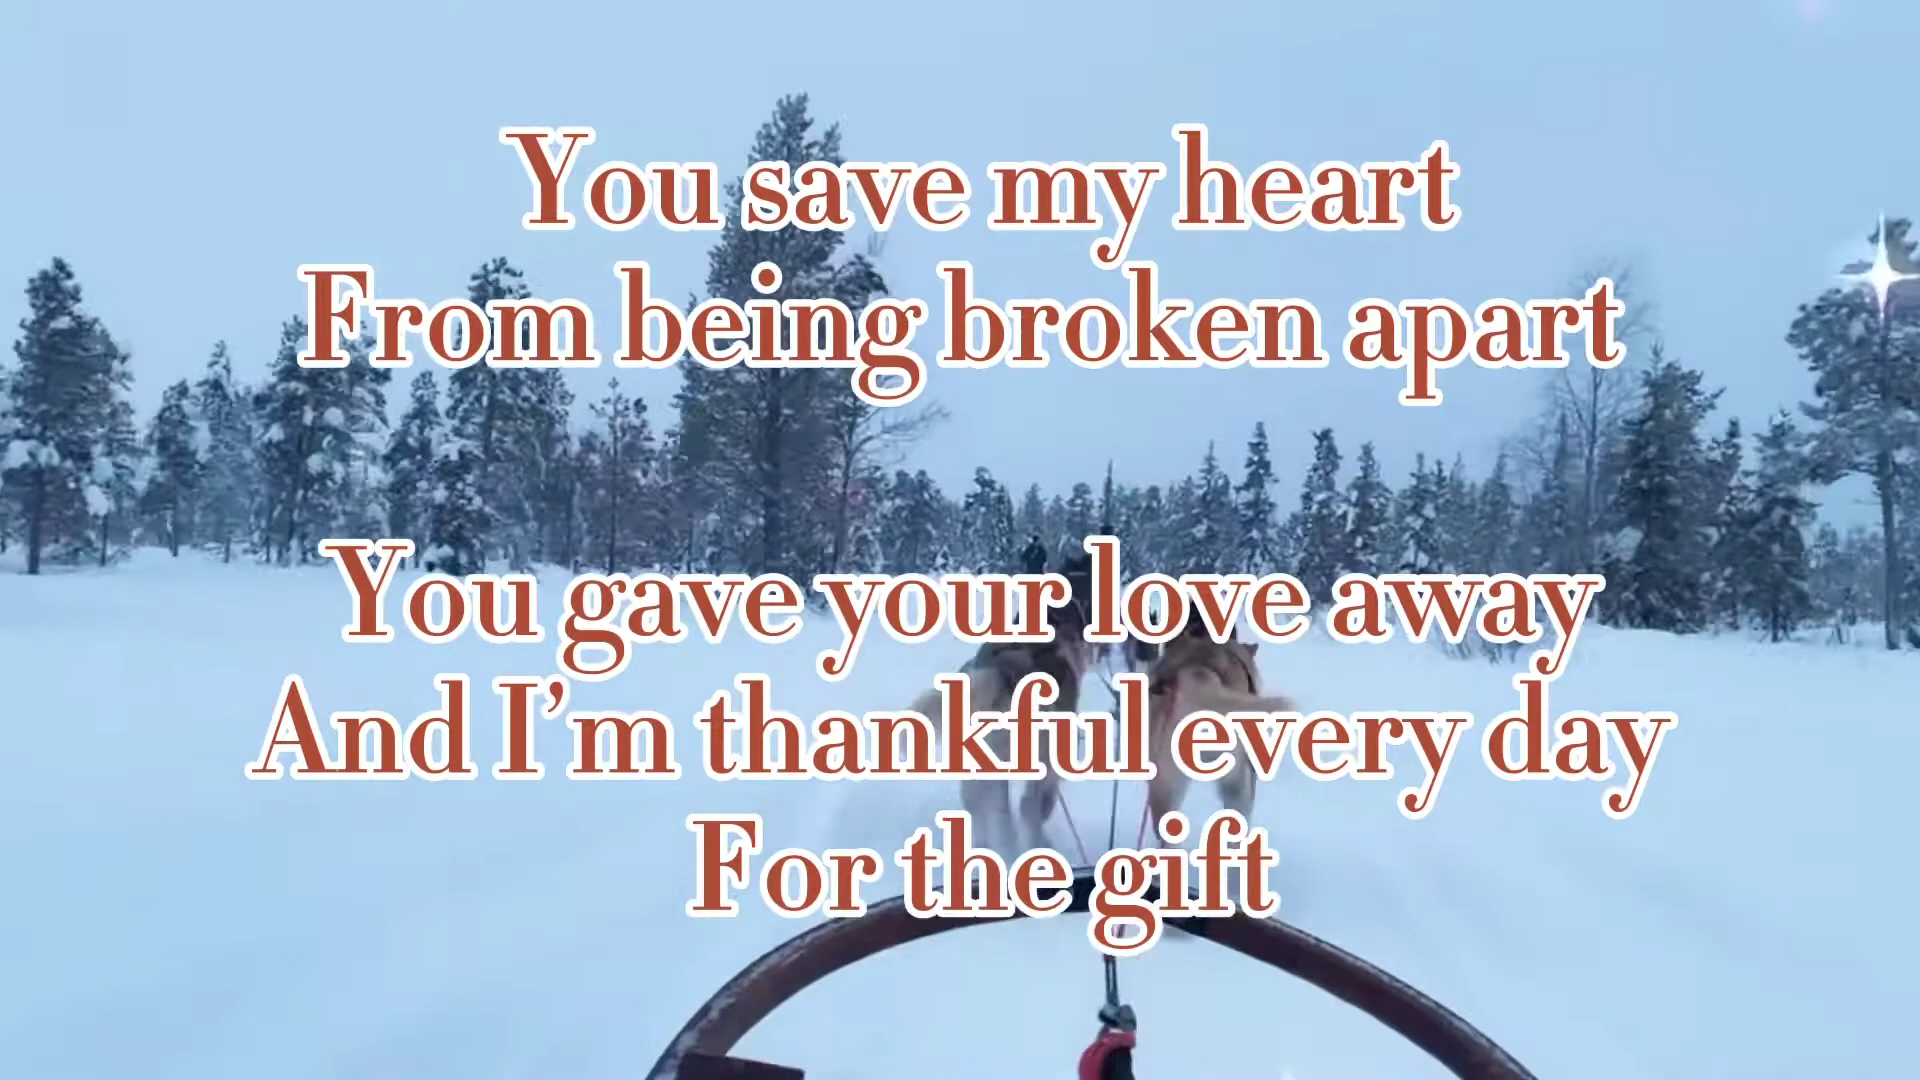 You save my heart
From being broken apart
You gave your love away
And I’m thankful every day
For the gift